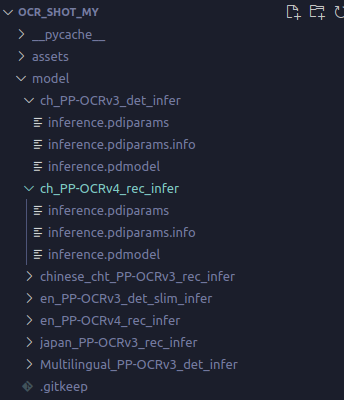 OCR_SHOT_MY
__pycache__
assets
model
ch_PP-OCRv3_det_infer
inference.pdiparams
inference.pdiparams.info
inference.pdmodel
ch_PP-OCRv4_rec_infer
inference.pdiparams
inference.pdiparams.info
inference.pdmodel
chinese_cht_PP-OCRv3_rec_infer
en_PP-OCRv3_det_slim_infer
en_PP-OCRv4_rec_infer
japan_PP-OCRv3_rec_infer
Multilingual_PP-OCRv3_det_infer
.gitkeep